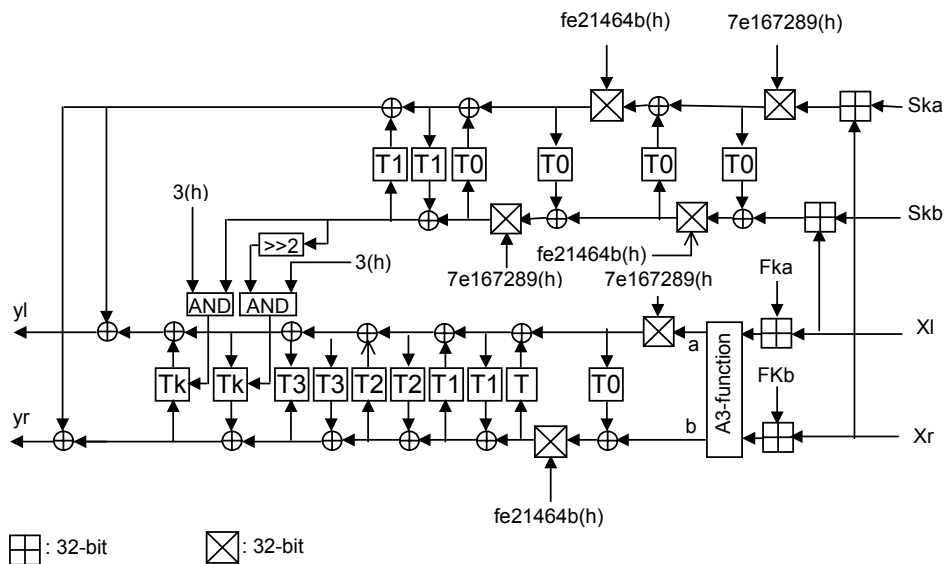 fe21464b(h) 7e167289(h)
Ska
T1 T1 T0 T0 T0 T0
3(h)
Skb
>>2
3(h)
7e167289(h)
fe21464b(h)
7e167289(h
Fka
AND AND
yl
a
Xl
Tk Tk T3 T3 T2 T2 T1 T1 T T0
A3-function
FKb
yr
b
Xr
fe21464b(h)
: 32-bit : 32-bit